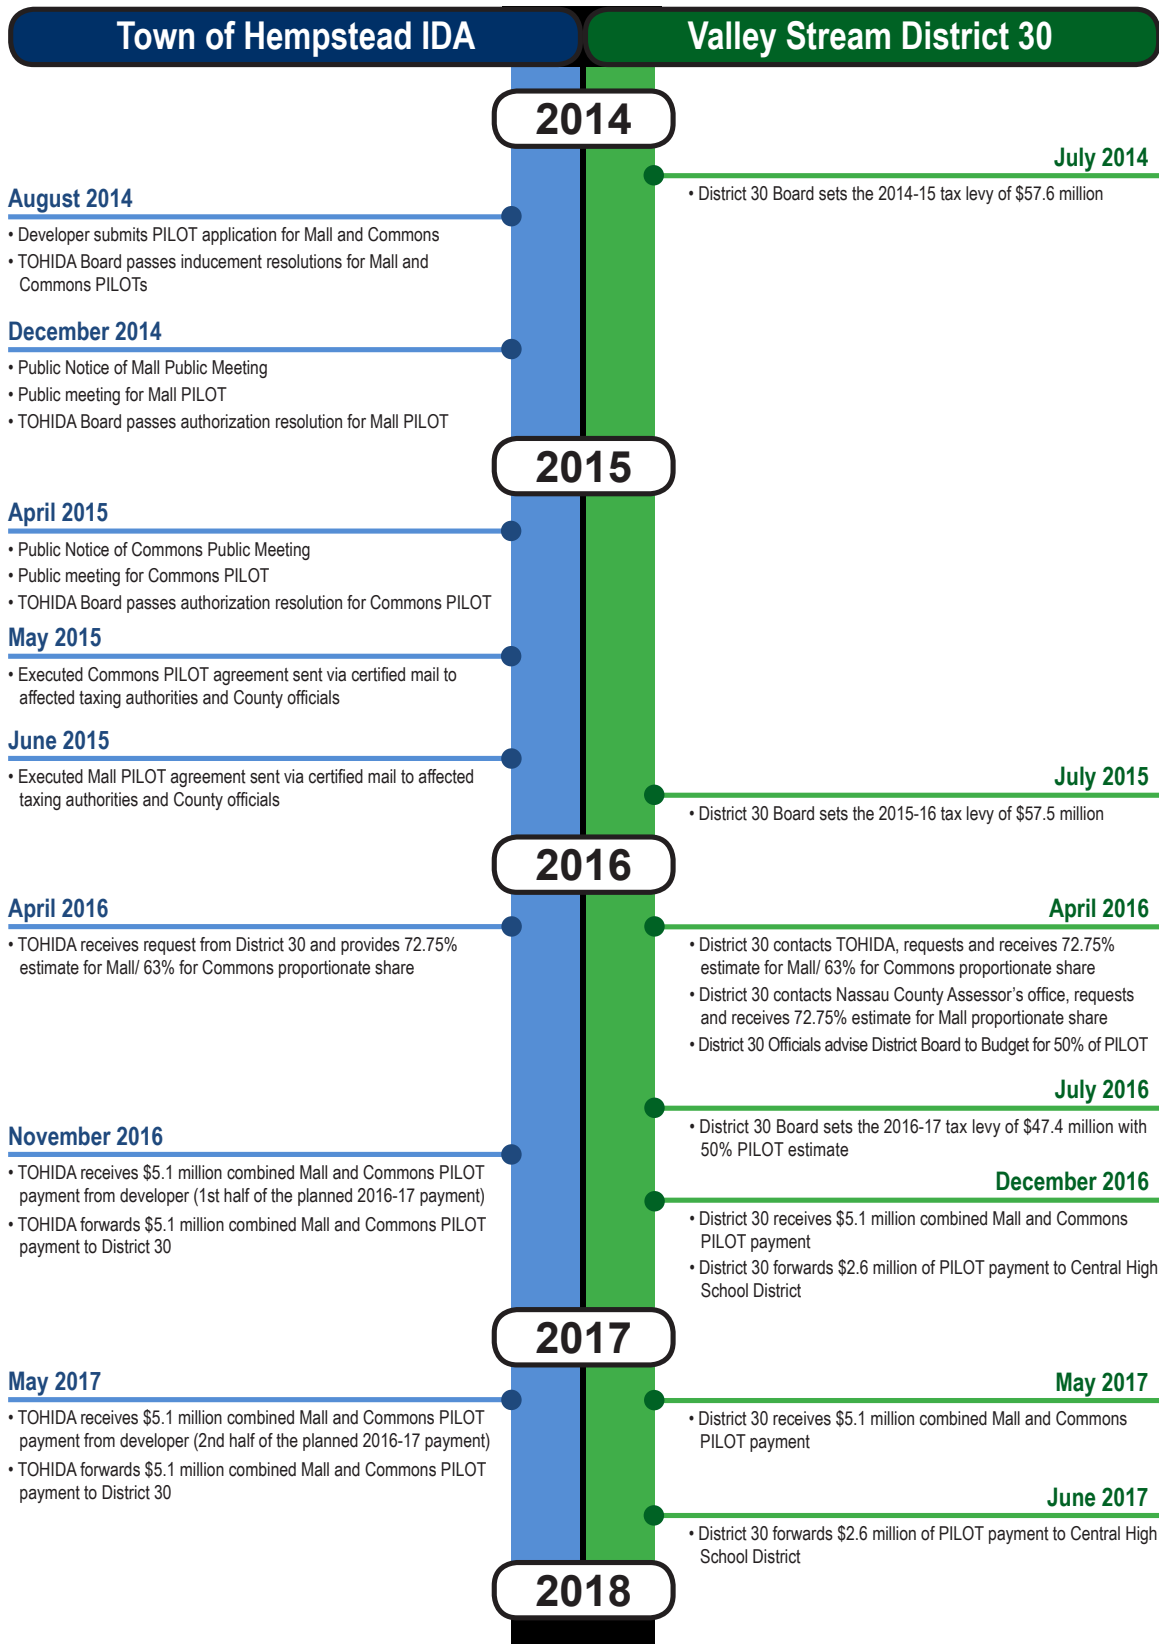 Town of Hempstead IDA
Valley Stream District 30
2014
July 2014
• District 30 Board sets the 2014-15 tax levy of $57.6 million
August 2014
• Developer submits PILOT application for Mall and Commons
• TOHIDA Board passes inducement resolutions for Mall and
Commons PILOTs
December 2014
• Public Notice of Mall Public Meeting
• Public meeting for Mall PILOT
• TOHIDA Board passes authorization resolution for Mall PILOT
2015
April 2015
• Public Notice of Commons Public Meeting
• Public meeting for Commons PILOT
• TOHIDA Board passes authorization resolution for Commons PILOT
May 2015
• Executed Commons PILOT agreement sent via certified mail to
affected taxing authorities and County officials
June 2015
• Executed Mall PILOT agreement sent via certified mail to affected
taxing authorities and County officials
July 2015
• District 30 Board sets the 2015-16 tax levy of $57.5 million
2016
April 2016
• TOHIDA receives request from District 30 and provides 72.75%
estimate for Mall/ 63% for Commons proportionate share
April 2016
• District 30 contacts TOHIDA, requests and receives 72.75%
estimate for Mall/ 63% for Commons proportionate share
• District 30 contacts Nassau County Assessor's office, requests
and receives 72.75% estimate for Mall proportionate share
• District 30 Officials advise District Board to Budget for 50% of PILOT
July 2016
• District 30 Board sets the 2016-17 tax levy of $47.4 million with
50% PILOT estimate
November 2016
• TOHIDA receives $5.1 million combined Mall and Commons PILOT
payment from developer (1st half of the planned 2016-17 payment)
• TOHIDA forwards $5.1 million combined Mall and Commons PILOT
payment to District 30
December 2016
• District 30 receives $5.1 million combined Mall and Commons
PILOT payment
• District 30 forwards $2.6 million of PILOT payment to Central High
School District
2017
May 2017
• TOHIDA receives $5.1 million combined Mall and Commons PILOT
payment from developer (2nd half of the planned 2016-17 payment)
• TOHIDA forwards $5.1 million combined Mall and Commons PILOT
payment to District 30
May 2017
• District 30 receives $5.1 million combined Mall and Commons
PILOT payment
June 2017
• District 30 forwards $2.6 million of PILOT payment to Central High
School District
2018